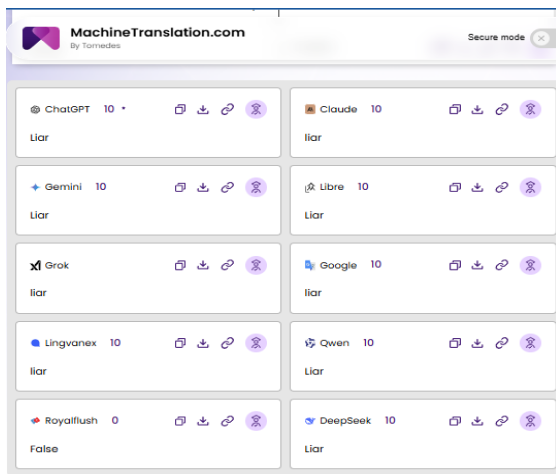 MachineTranslation.com
By Tomedes
Secure mode
ChatGPT 10
Claude 10
Liar
liar
Gemini 10
Libre 10
Liar
Liar
Grok
Google 10
liar
liar
Lingvanex 10
Qwen 10
liar
Liar
Royalflush 0
DeepSeek 10
False
Liar